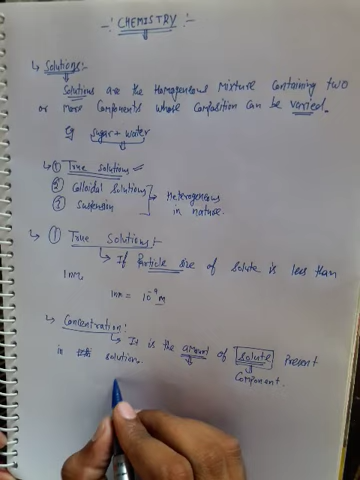 -: CHEMISTRY :-
↳ Solutions:-
Solutions are the Homogeneous Mixture Containing two
or more Components whose Composition can be varied.
Eg Sugar + water
↳ ① True solutions =
② Colloidal Solutions
③ Suspension
Heterogeneous
in nature.
↳ ① True Solutions:-
↳ If Particle size of Solute is less than
1nm
1nm = 10⁻⁹ m
↳ Concentration:
↳ It is the amount of solute Present
in solution.
Component.